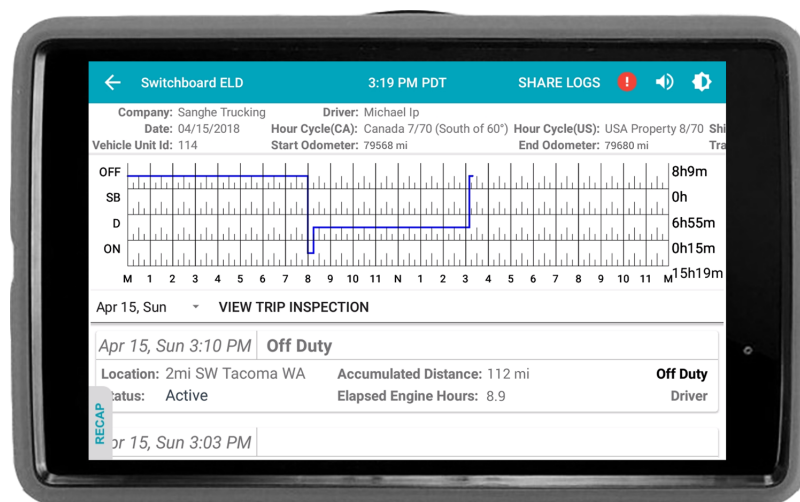 Switchboard ELD 3:19 PM PDT SHARE LOGS
Company: Sanghe Trucking Driver: Michael Ip
Date: 04/15/2018 Hour Cycle(CA): Canada 7/70 (South of 60°) Hour Cycle(US): USA Property 8/70 Shi
Vehicle Unit Id: 114 Start Odometer: 79568 mi End Odometer: 79680 mi Tra
OFF 8h9m
SB 0h
D 6h55m
ON 0h15m
M 1 2 3 4 5 6 7 8 9 10 11 N 1 2 3 4 5 6 7 8 9 10 11 M 15h19m
Apr 15, Sun VIEW TRIP INSPECTION
Apr 15, Sun 3:10 PM Off Duty
Location: 2mi SW Tacoma WA Accumulated Distance: 112 mi Off Duty
tatus: Active Elapsed Engine Hours: 8.9 Driver
RECAP
pr 15, Sun 3:03 PM